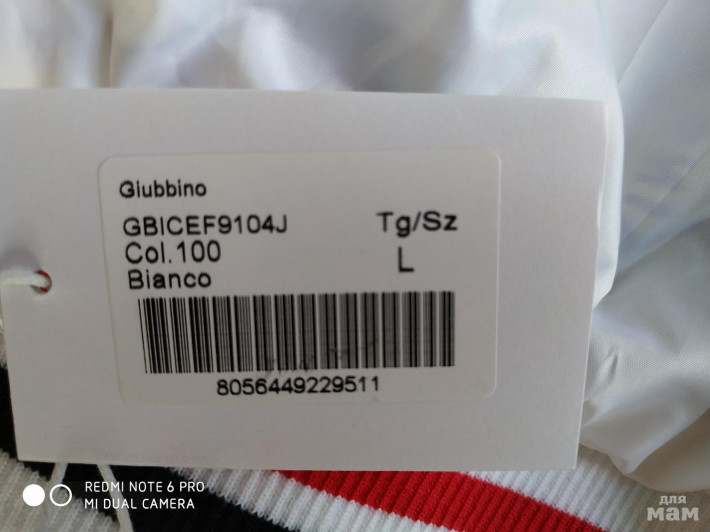 Giubbino
GBICEF9104J
Tg/Sz
Col.100
L
Bianco
8056449229511
REDMI NOTE 6 PRO
MI DUAL CAMERA
для
мам